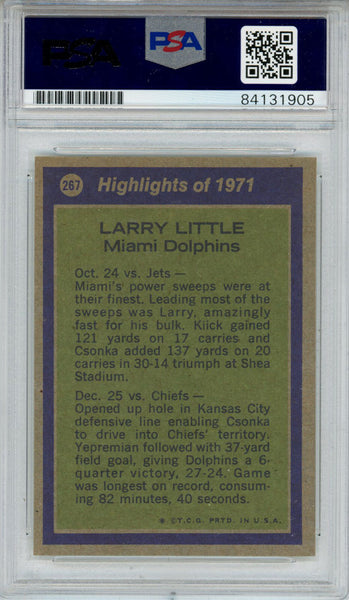 PSA
PSA
84131905
267
Highlights of 1971
LARRY LITTLE
Miami Dolphins
Oct. 24 vs. Jets —
Miami's power sweeps were at
their finest. Leading most of the
sweeps was Larry, amazingly
fast for his bulk. Kiick gained
121 yards on 17 carries and
Csonka added 137 yards on 20
carries in 30-14 triumph at Shea
Stadium.
Dec. 25 vs. Chiefs —
Opened up hole in Kansas City
defensive line enabling Csonka
to drive into Chiefs' territory.
Yepremian followed with 37-yard
field goal, giving Dolphins a 6-
quarter victory, 27-24. Game
was longest on record, consum-
ing 82 minutes, 40 seconds.
✱ © T.C.G. PRTD. IN U.S.A.